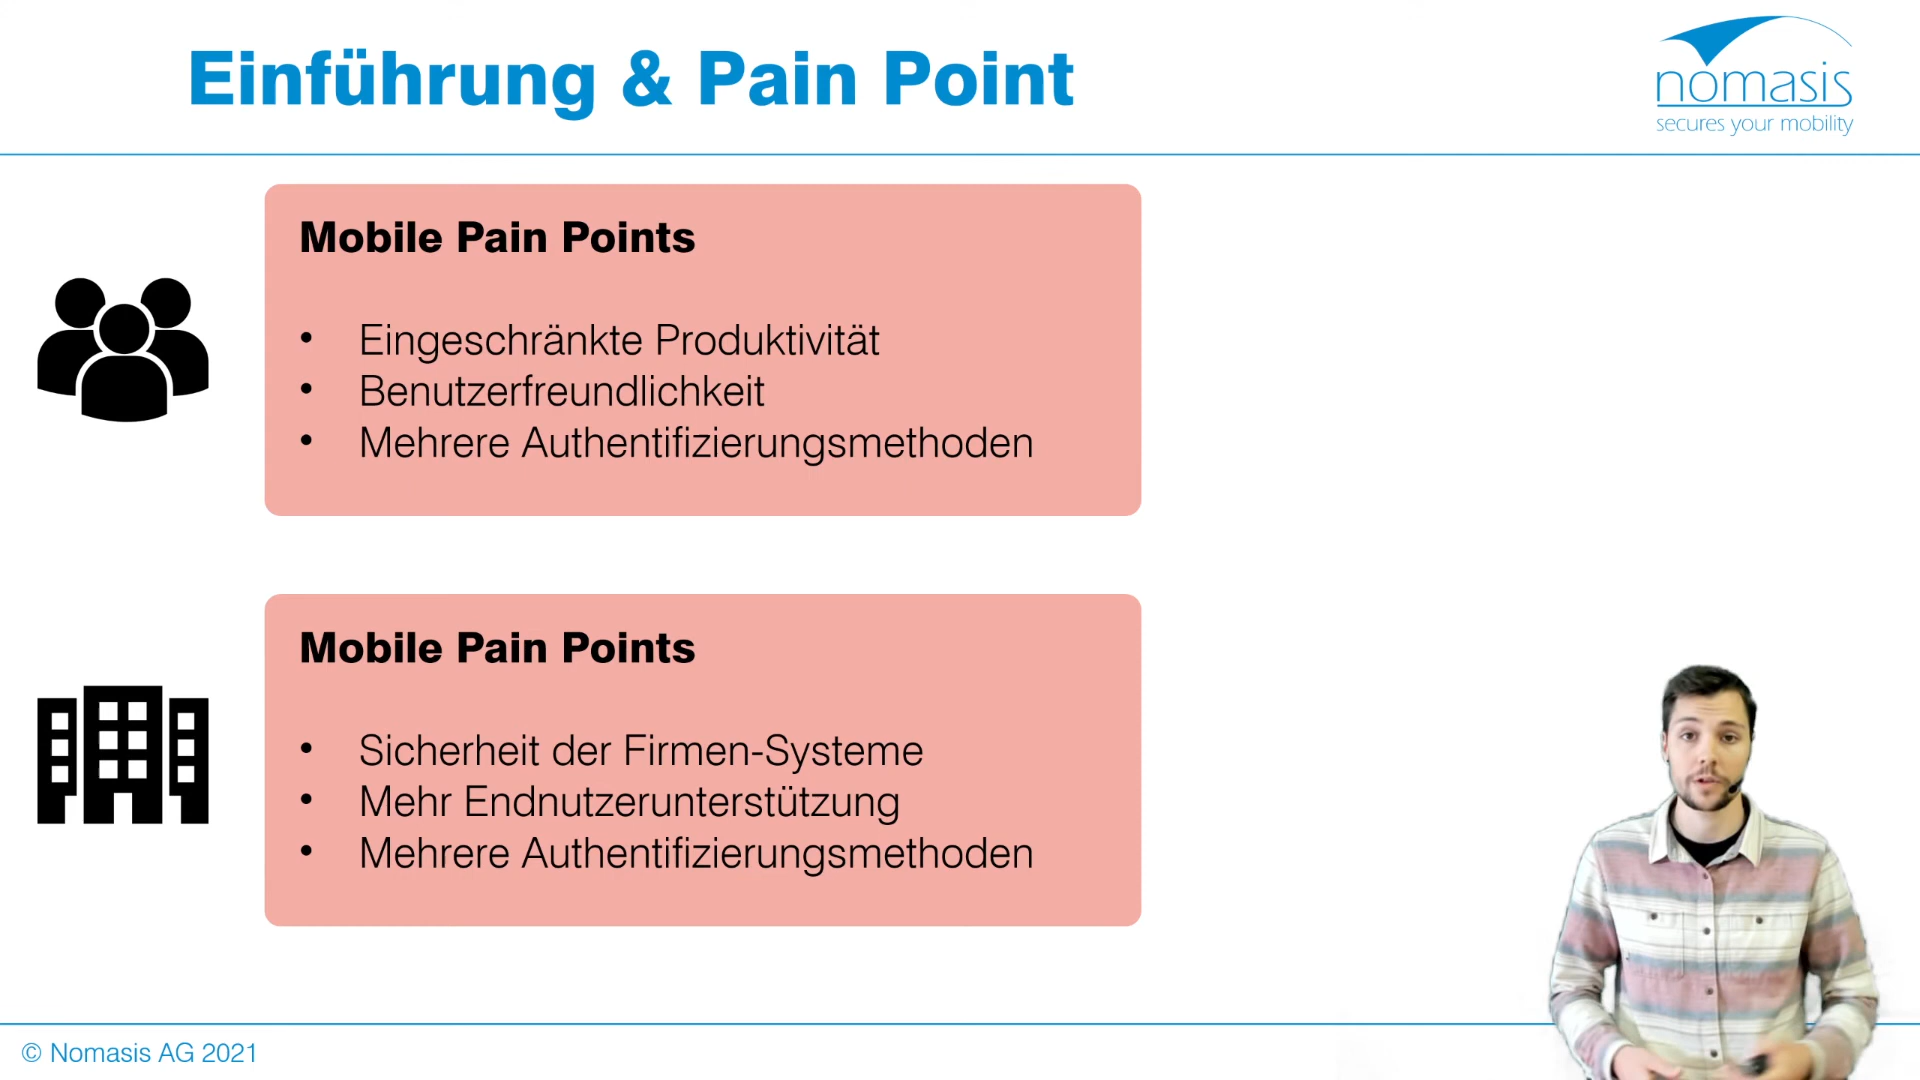 Einführung & Pain Point
nomasis
secures your mobility
Mobile Pain Points
• Eingeschränkte Produktivität
• Benutzerfreundlichkeit
• Mehrere Authentifizierungsmethoden
Mobile Pain Points
• Sicherheit der Firmen-Systeme
• Mehr Endnutzerunterstützung
• Mehrere Authentifizierungsmethoden
© Nomasis AG 2021